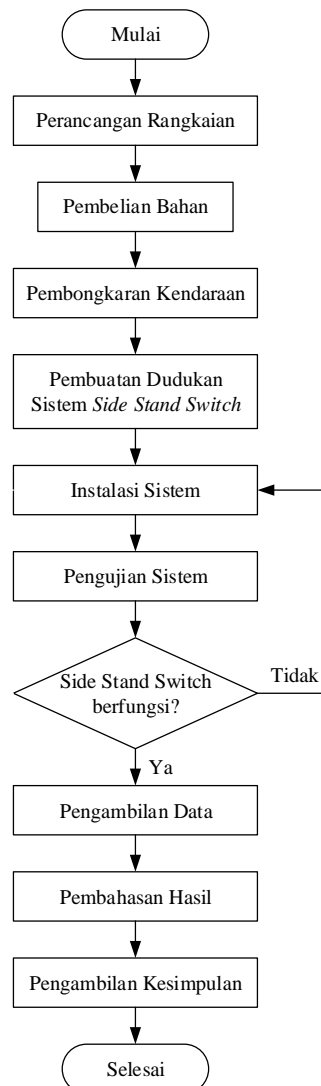 Mulai
Perancangan Rangkaian
Pembelian Bahan
Pembongkaran Kendaraan
Pembuatan Dudukan
Sistem Side Stand Switch
Instalasi Sistem
Pengujian Sistem
Side Stand Switch
berfungsi?
Tidak
Ya
Pengambilan Data
Pembahasan Hasil
Pengambilan Kesimpulan
Selesai